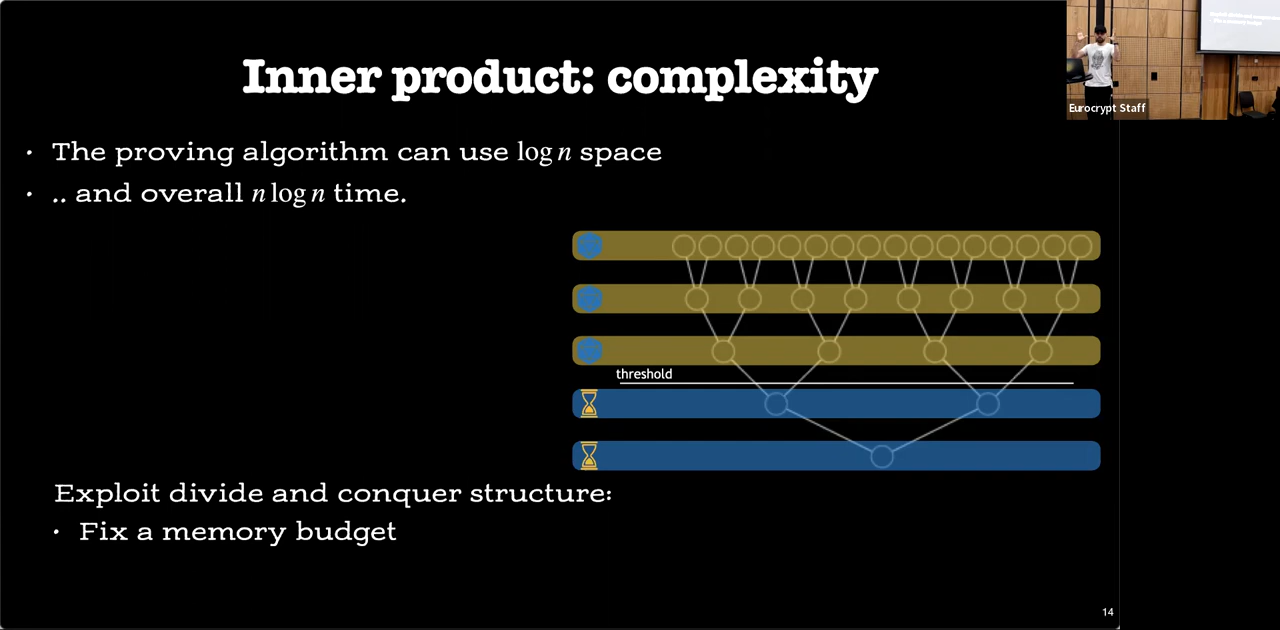 Inner product: complexity
• The proving algorithm can use log n space
• .. and overall n log n time.
threshold
Exploit divide and conquer structure:
• Fix a memory budget
14
Eurocrypt Staff